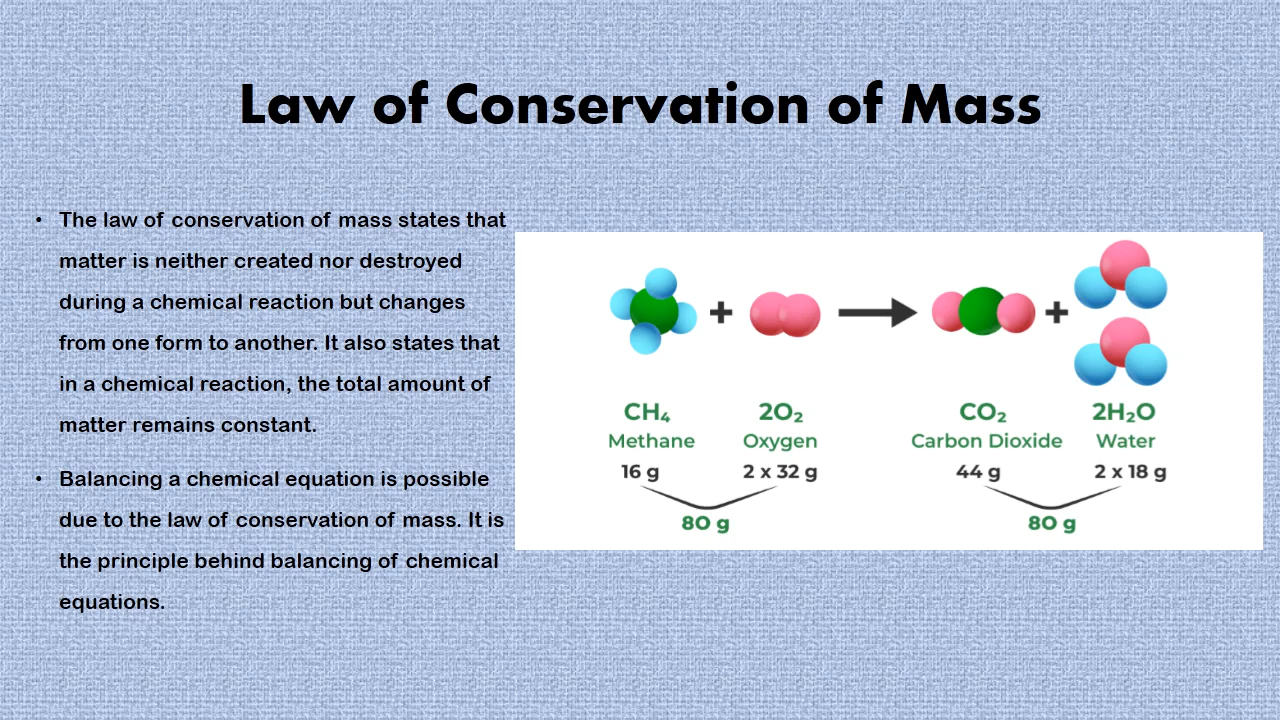 Law of Conservation of Mass
• The law of conservation of mass states that
matter is neither created nor destroyed
during a chemical reaction but changes
from one form to another. It also states that
in a chemical reaction, the total amount of
matter remains constant.
• Balancing a chemical equation is possible
due to the law of conservation of mass. It is
the principle behind balancing of chemical
equations.
+ +
CH₄ 2O₂ CO₂ 2H₂O
Methane Oxygen Carbon Dioxide Water
16 g 2 x 32 g 44 g 2 x 18 g
80 g 80 g